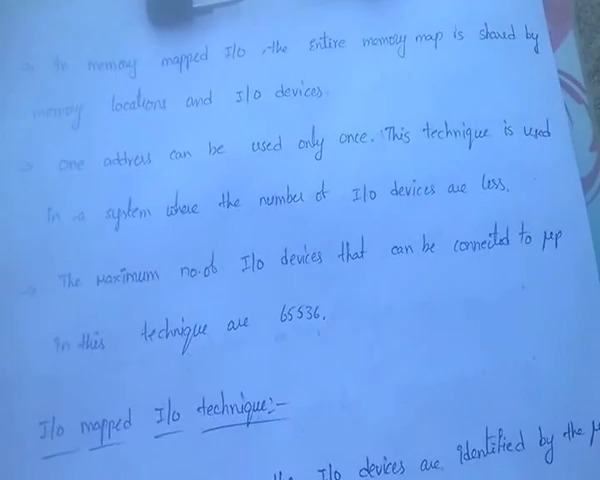 → In memory mapped I/o, the entire memory map is shared by
memory locations and I/o devices.
→ one address can be used only once. This technique is used
In a system where the number of I/o devices are less.
→ The maximum no.of I/o devices that can be connected to μp
in this technique are 65536.
I/o mapped I/o technique:-
the I/o devices are identified by the μ